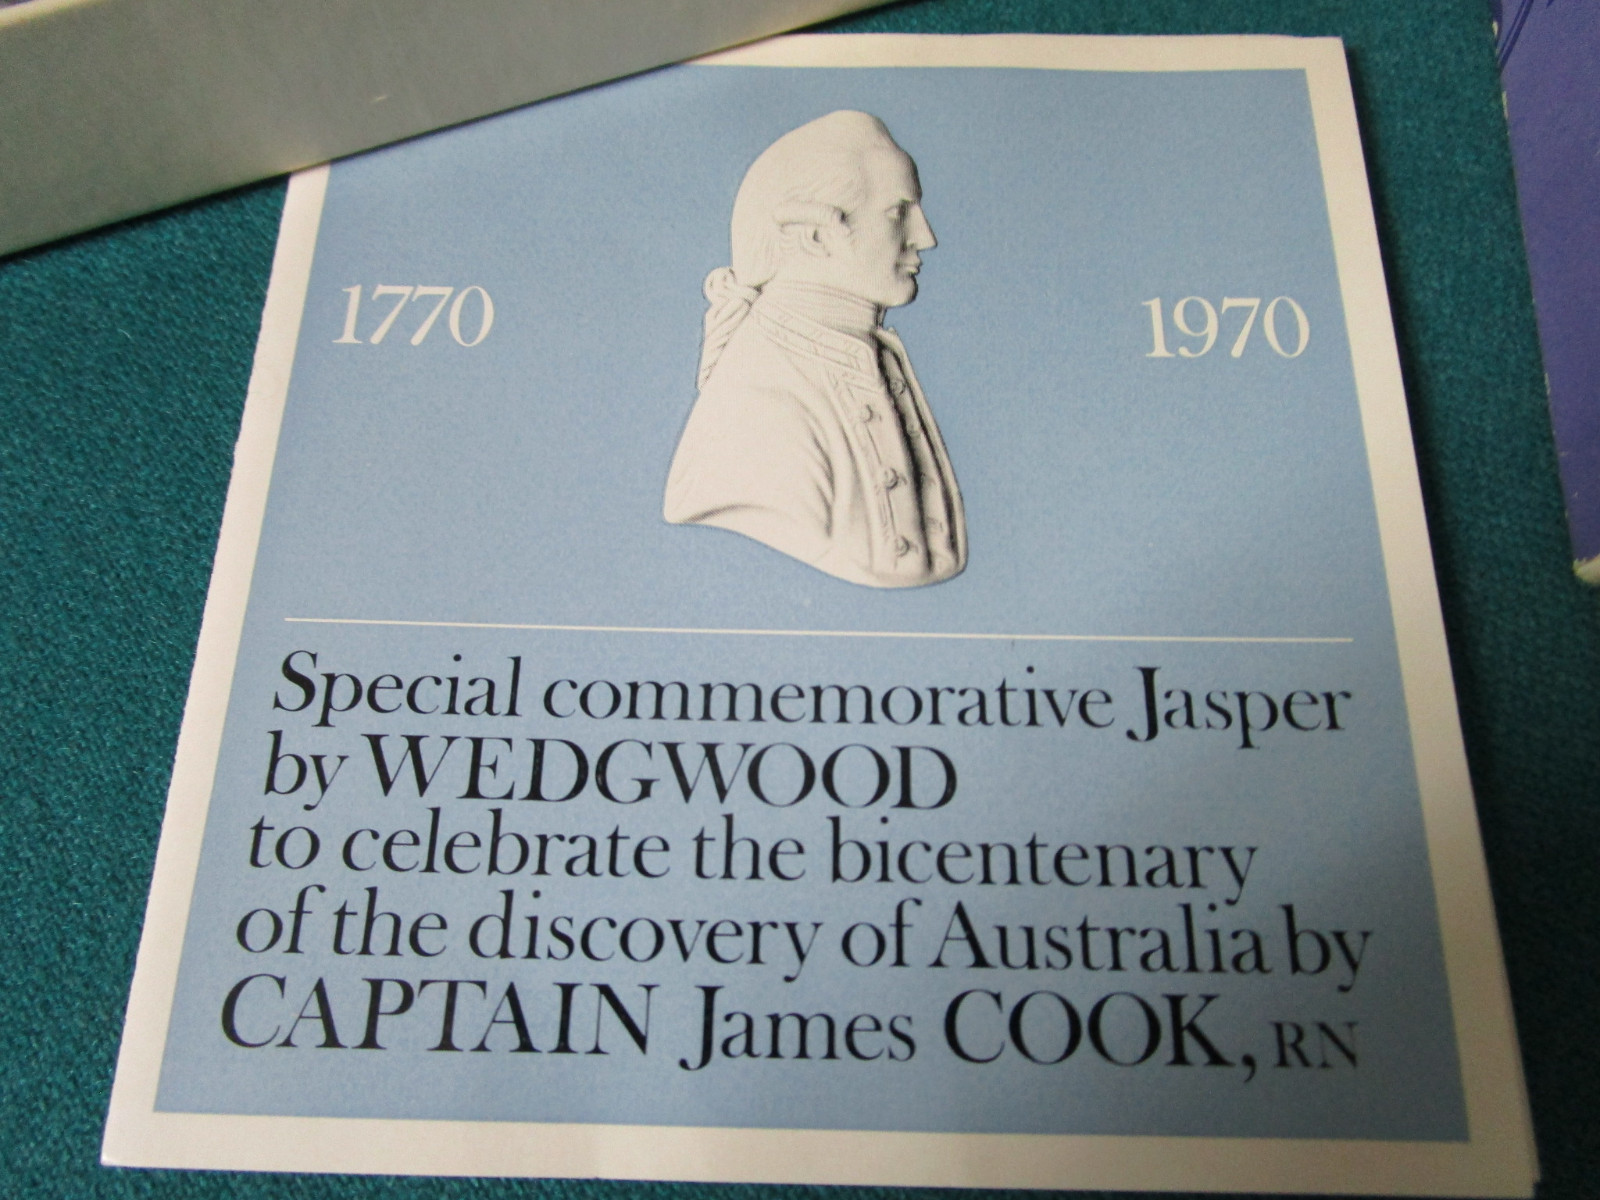 1770
1970
Special commemorative Jasper
by WEDGWOOD
to celebrate the bicentenary
of the discovery of Australia by
CAPTAIN James COOK, RN